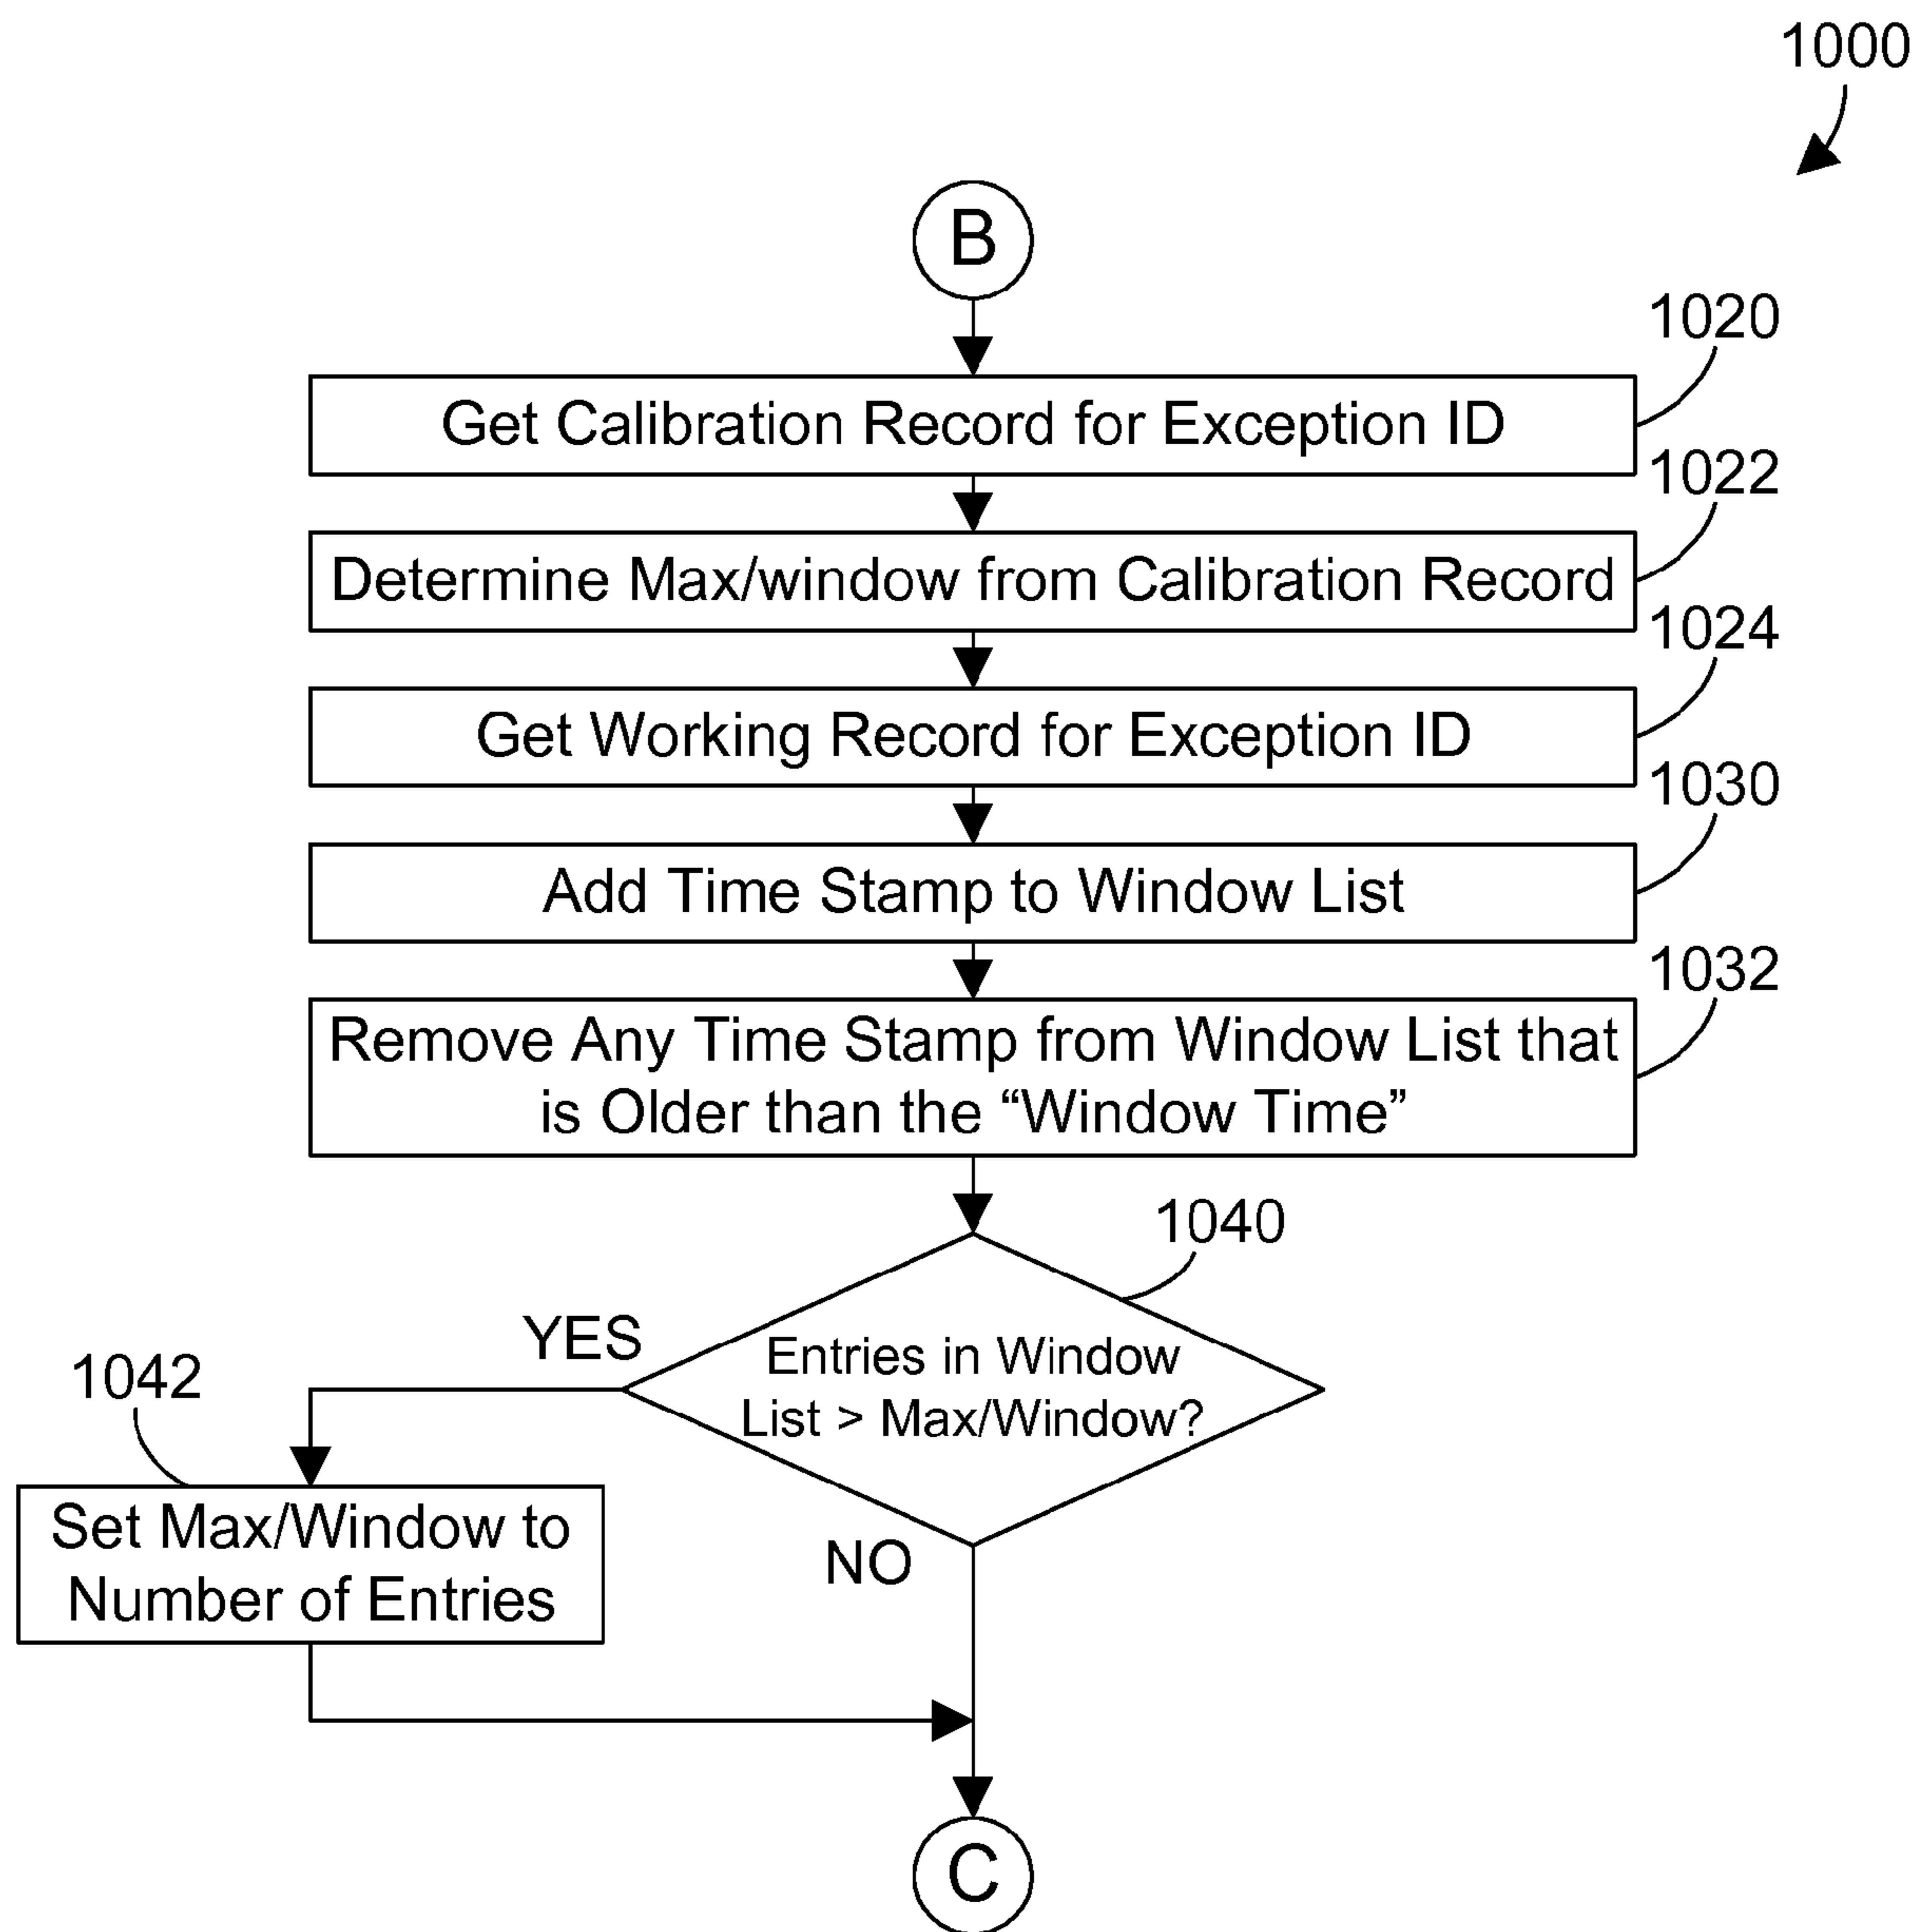 1000
B
1020
Get Calibration Record for Exception ID
1022
Determine Max/window from Calibration Record
1024
Get Working Record for Exception ID
1030
Add Time Stamp to Window List
1032
Remove Any Time Stamp from Window List that
is Older than the “Window Time”
1040
YES
Entries in Window
List > Max/Window?
1042
Set Max/Window to
Number of Entries
NO
C